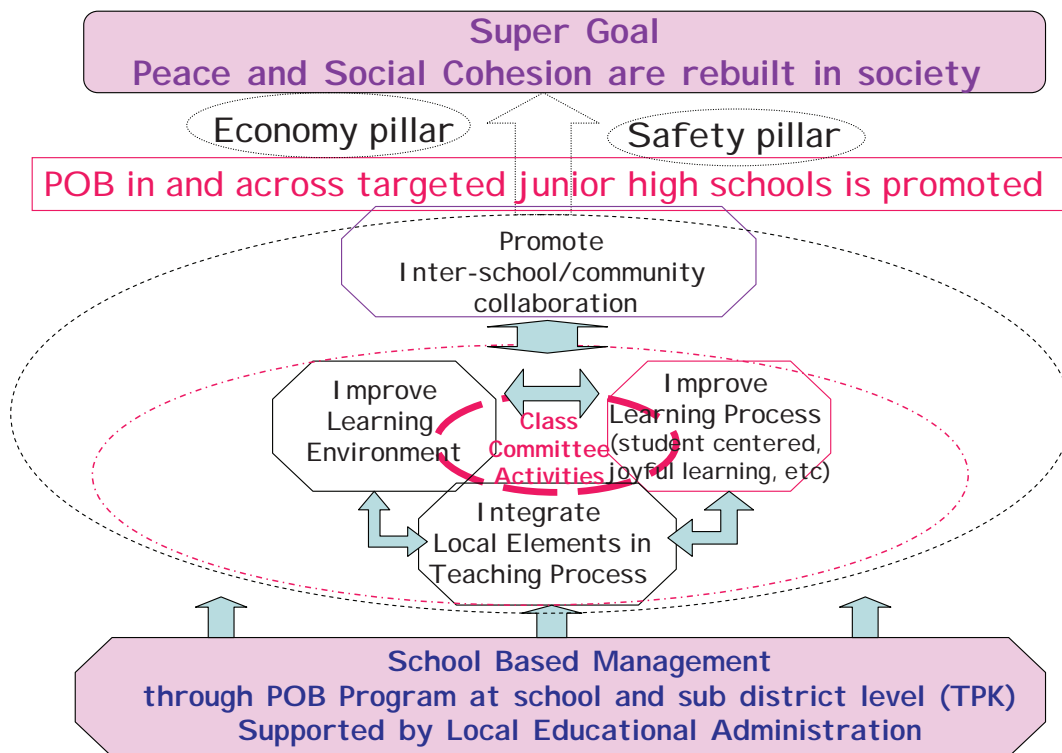 Super Goal
Peace and Social Cohesion are rebuilt in society
Economy pillar
Safety pillar
POB in and across targeted junior high schools is promoted
Promote
Inter-school/community
collaboration
Improve
Learning
Environment
Improve
Learning Process
(student centered,
joyful learning, etc)
Class
Committee
Activities
Integrate
Local Elements in
Teaching Process
School Based Management
through POB Program at school and sub district level (TPK)
Supported by Local Educational Administration